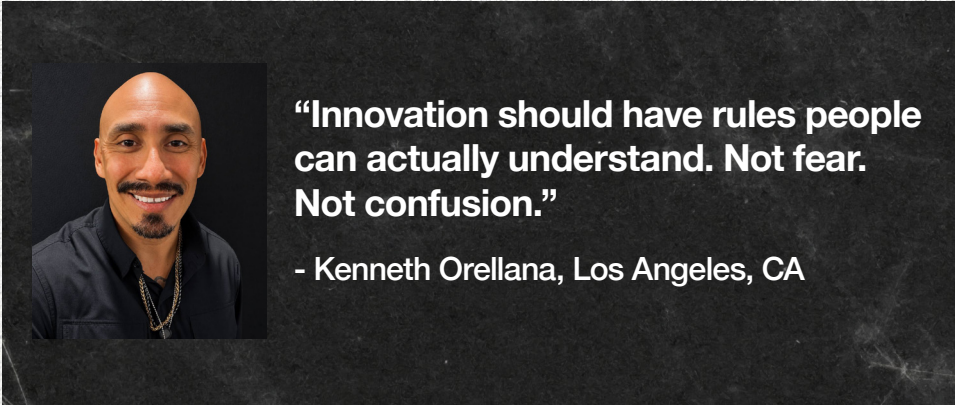 “Innovation should have rules people
can actually understand. Not fear.
Not confusion.”
- Kenneth Orellana, Los Angeles, CA